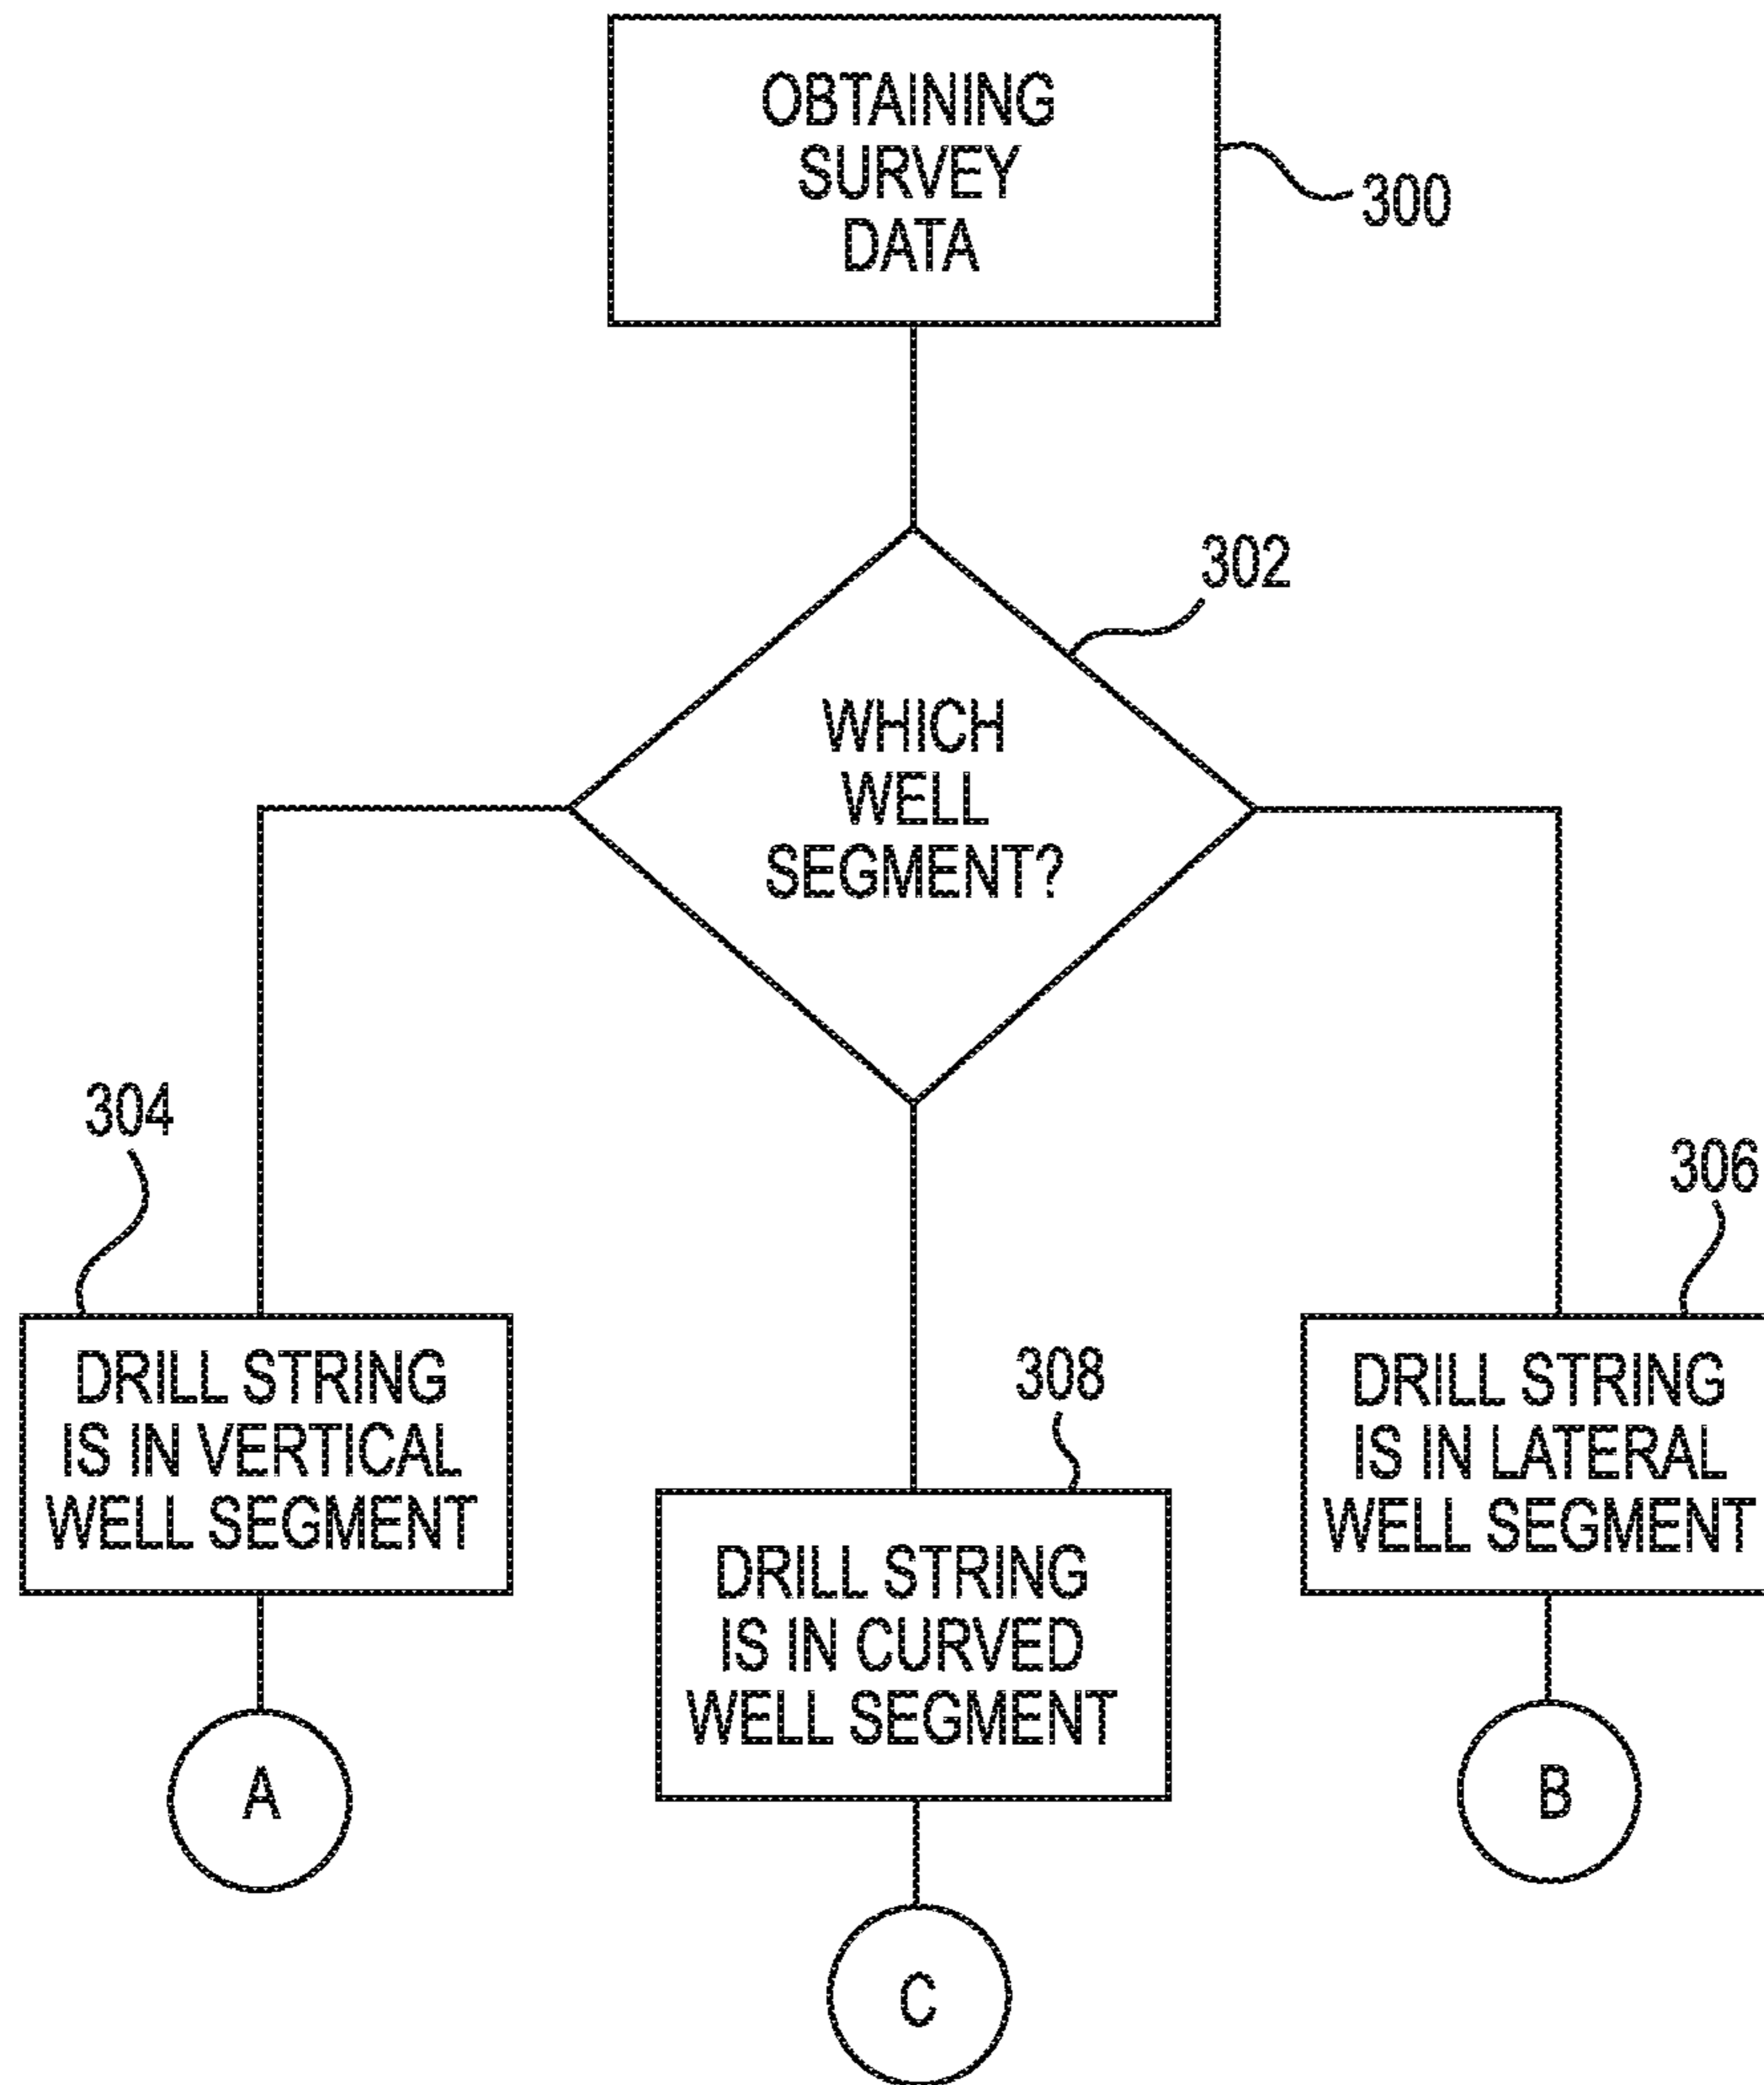 OBTAINING
SURVEY
DATA
300
302
WHICH
WELL
SEGMENT?
304
DRILL STRING
IS IN VERTICAL
WELL SEGMENT
A
308
DRILL STRING
IS IN CURVED
WELL SEGMENT
C
306
DRILL STRING
IS IN LATERAL
WELL SEGMENT
B